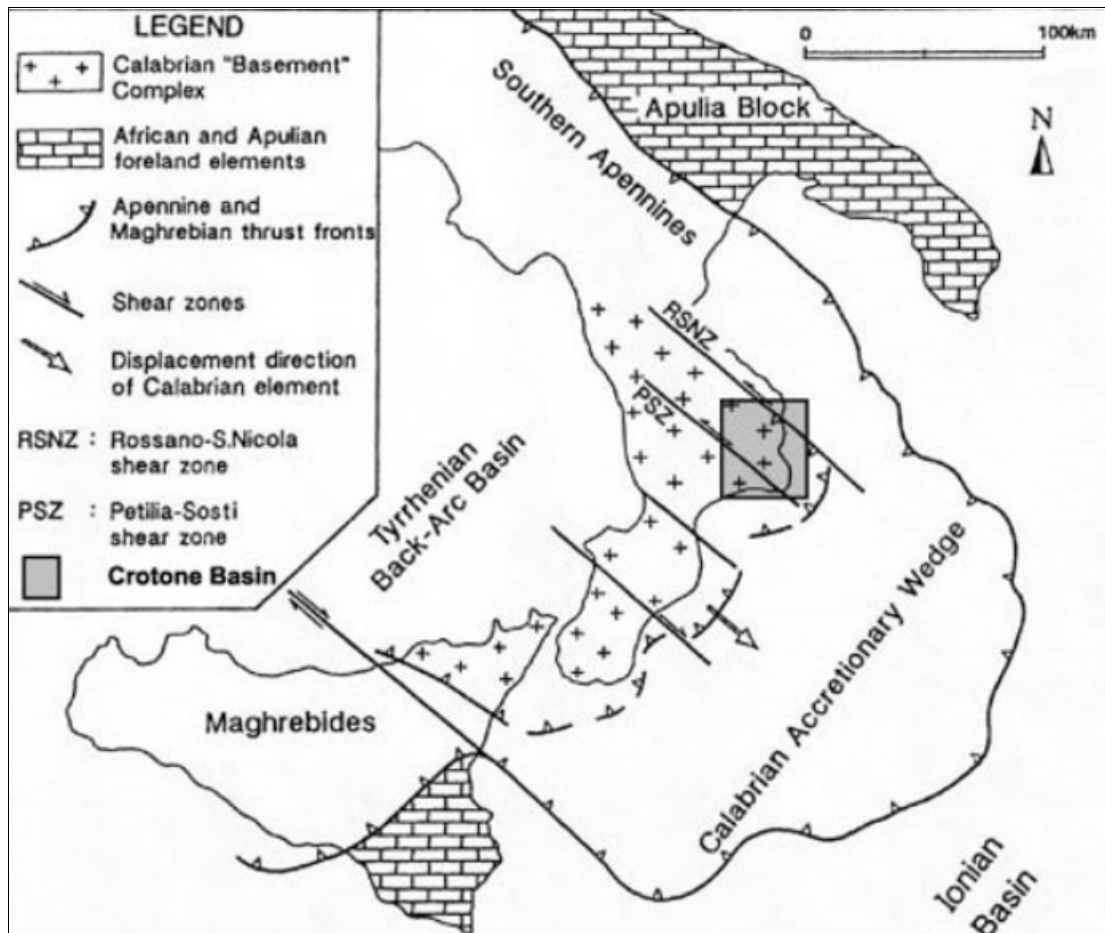 LEGEND
Calabrian "Basement"
Complex
African and Apulian
foreland elements
Apennine and
Maghrebian thrust fronts
Shear zones
Displacement direction
of Calabrian element
RSNZ : Rossano-S.Nicola
shear zone
PSZ : Petilia-Sosti
shear zone
Crotone Basin
0 100km
N
Apulia Block
Southern Apennines
RSNZ
PSZ
Tyrrhenian
Back-Arc Basin
Maghrebides
Calabrian Accretionary Wedge
Ionian
Basin